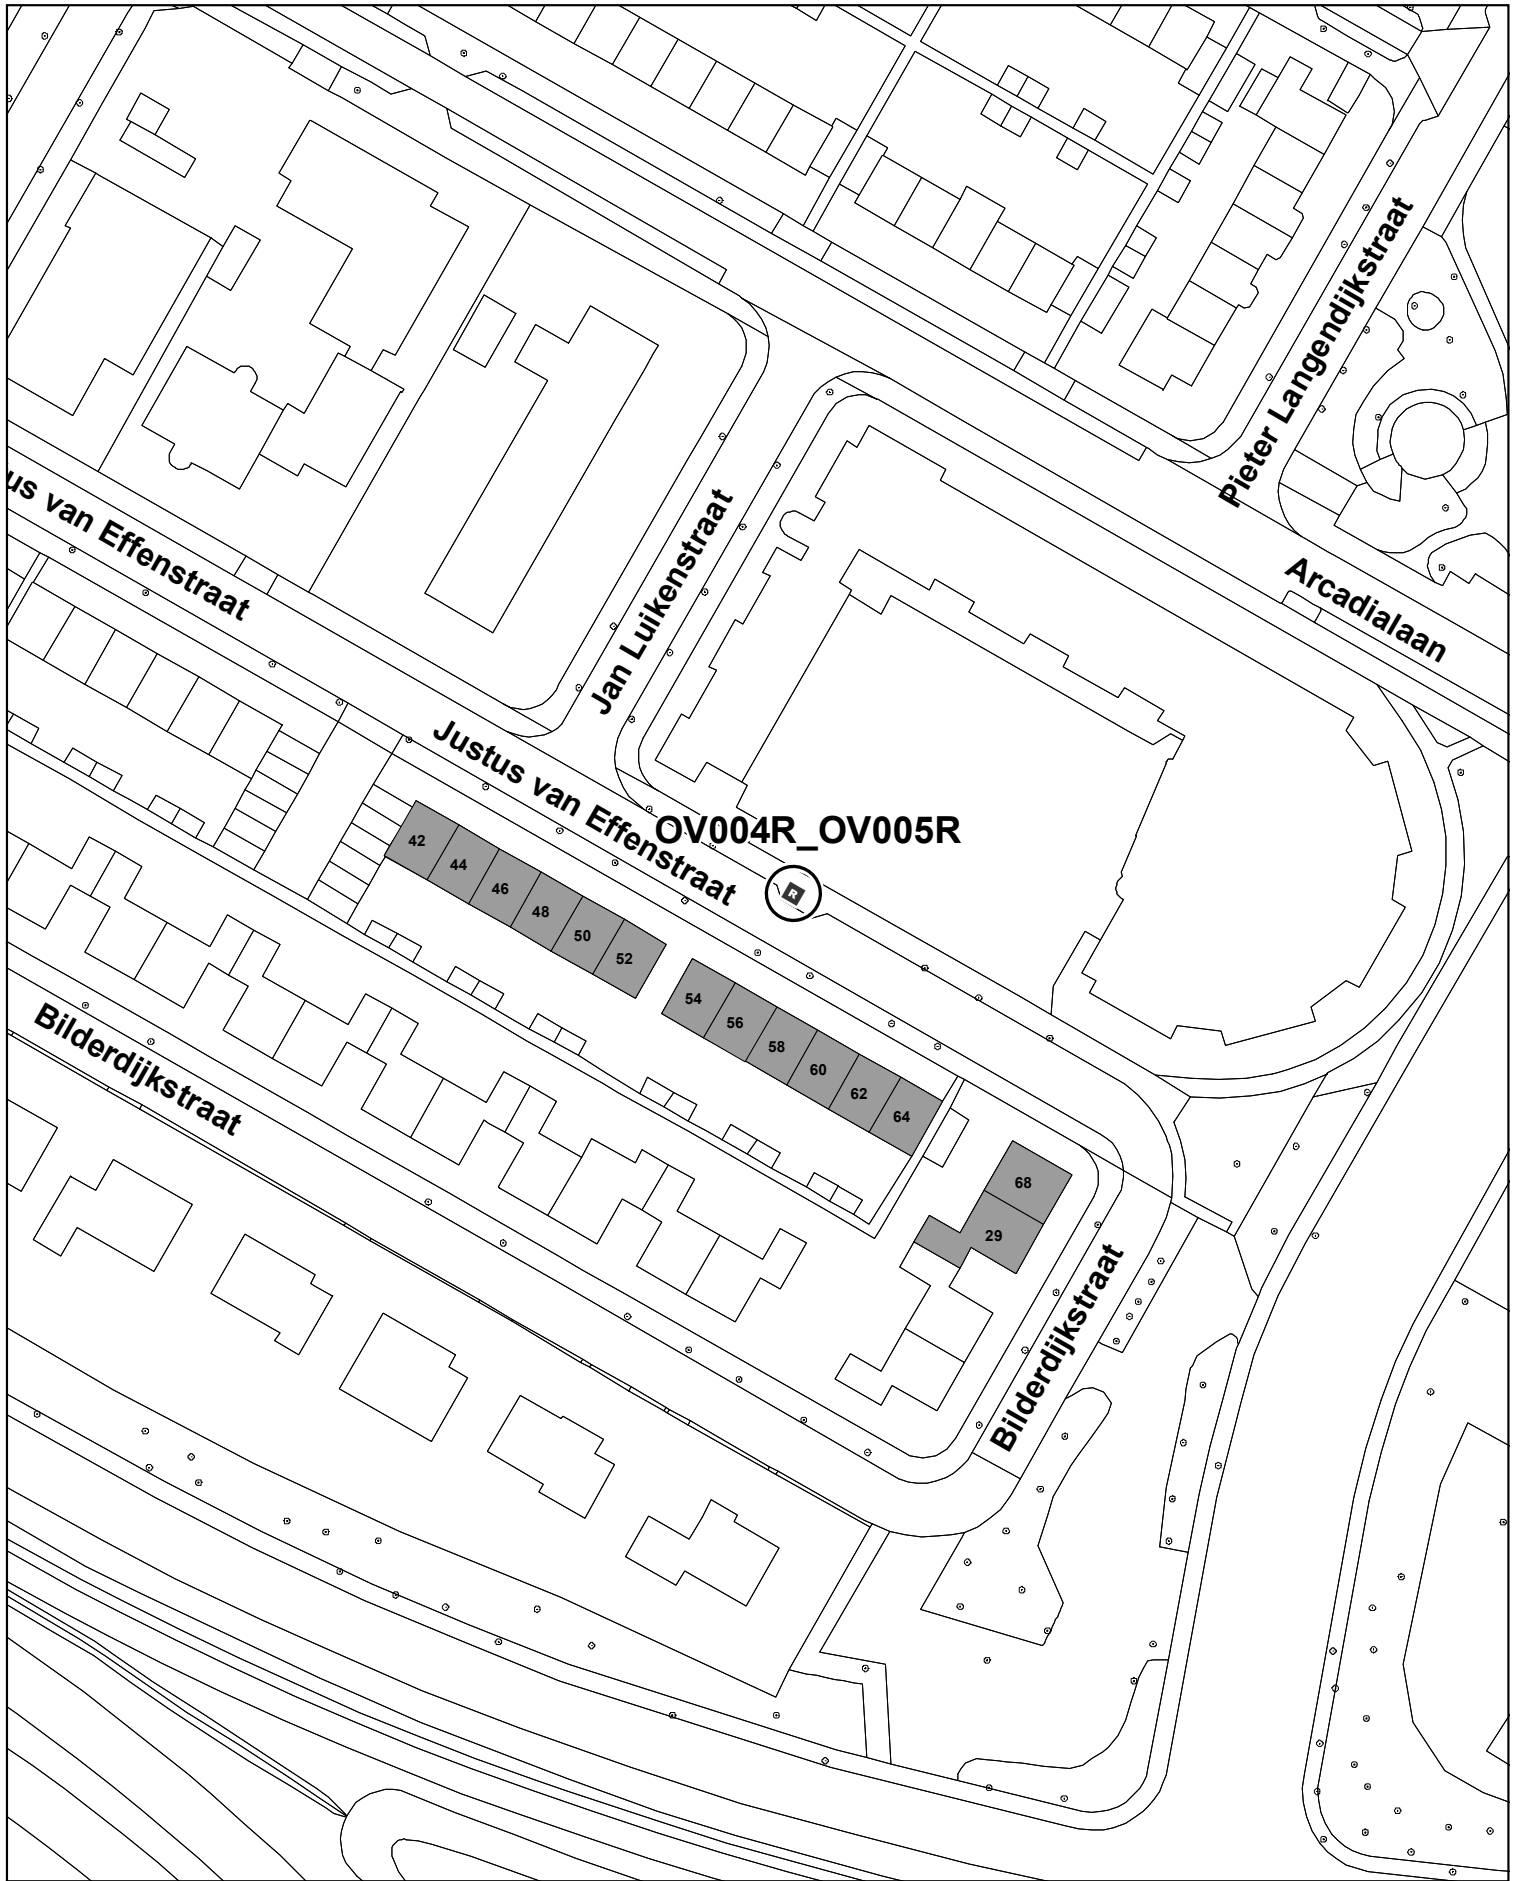 Pieter Langendijkstraat
us van Effenstraat
Jan Luikenstraat
Arcadialaan
Justus van Effenstraat
OV004R_OV005R
R
42
44
46
48
50
52
54
56
58
60
62
64
68
29
Bilderdijkstraat
Bilderdijkstraat